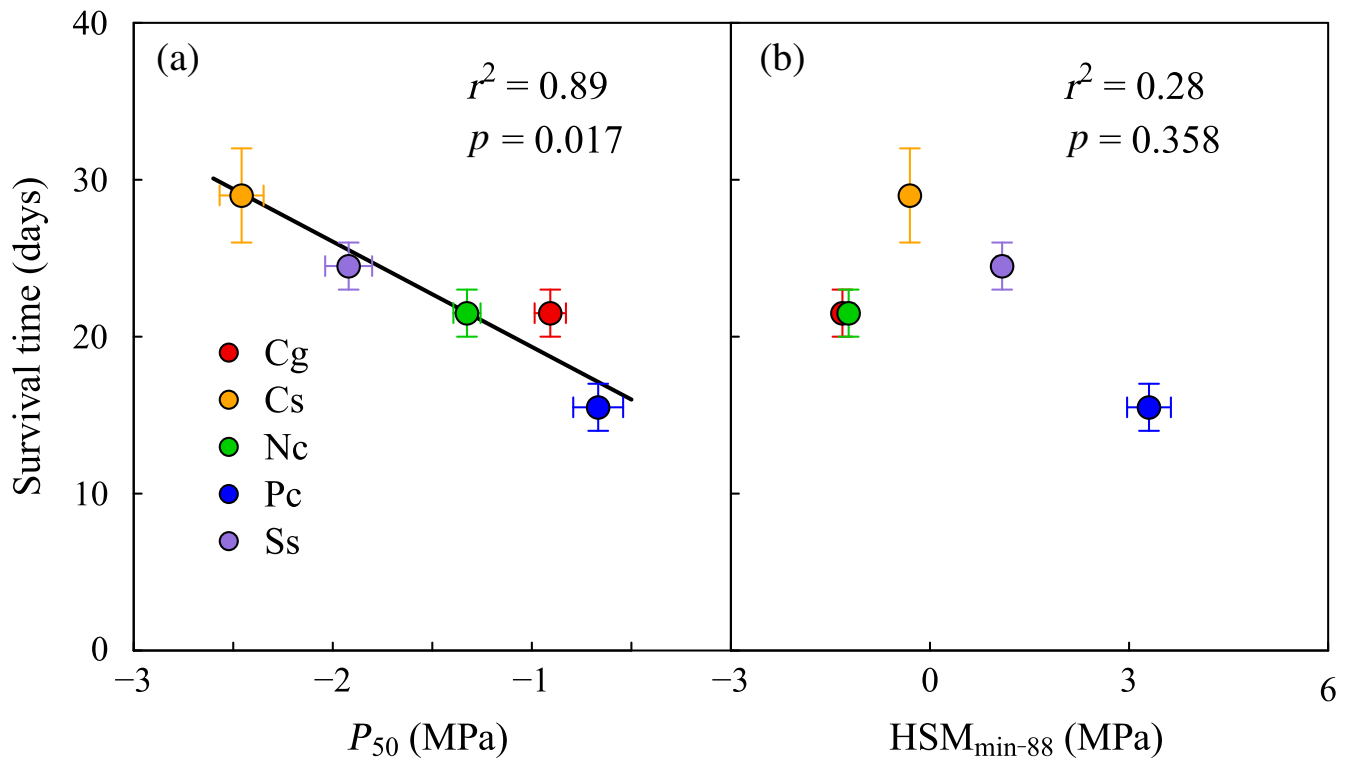 Survival time (days)
40
30
20
10
0
(a)
r² = 0.89
p = 0.017
Cg
Cs
Nc
Pc
Ss
−3
−2
−1
P₅₀ (MPa)
(b)
r² = 0.28
p = 0.358
−3
0
3
6
HSMmin-88 (MPa)